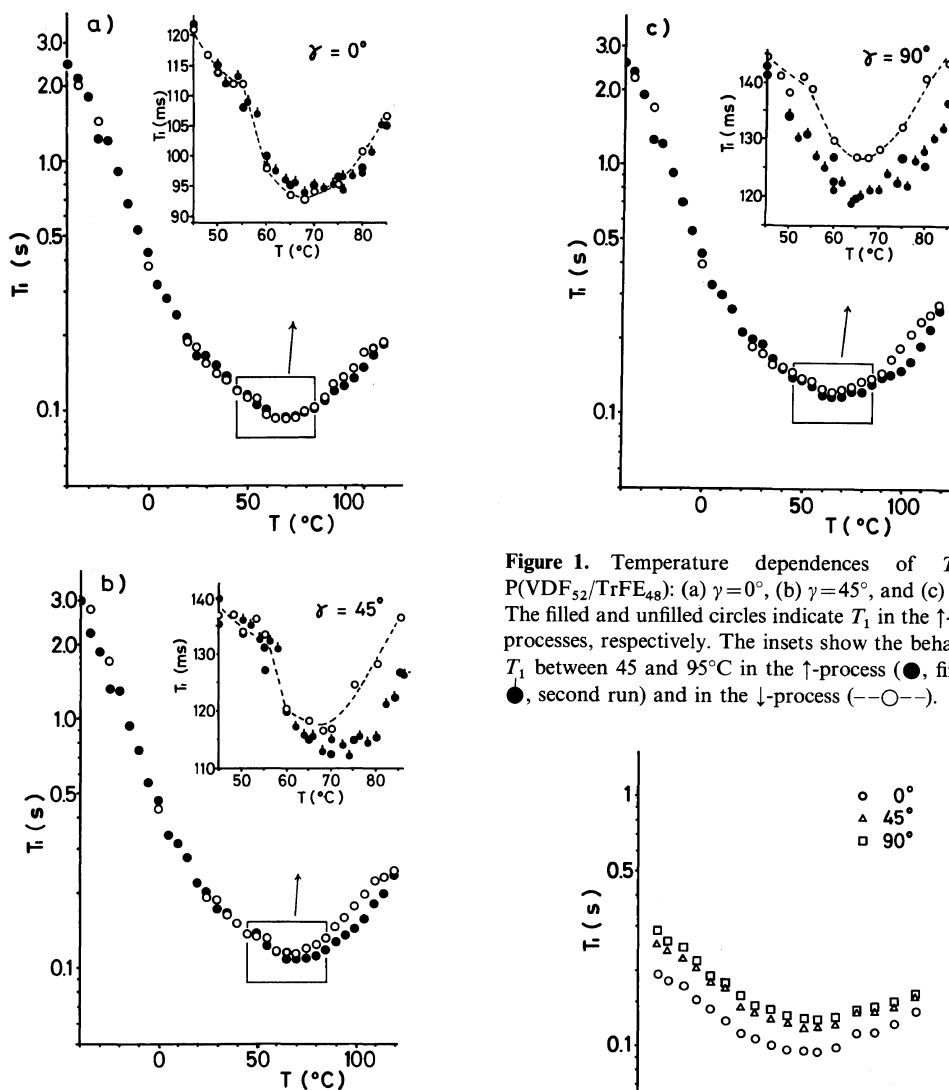 a)
γ = 0°
T₁ (ms)
120
115
110
105
100
95
90
50
60
70
80
T (°C)
T₁ (s)
3.0
2.0
1.0
0.5
0.1
0
50
100
T (°C)
b)
γ = 45°
T₁ (ms)
140
130
120
110
50
60
70
80
T (°C)
T₁ (s)
3.0
2.0
1.0
0.5
0.1
0
50
100
T (°C)
c)
γ = 90°
T₁ (ms)
140
130
120
50
60
70
80
T (°C)
T₁ (s)
3.0
2.0
1.0
0.5
0.1
0
50
100
T (°C)
Figure 1. Temperature dependences of
P(VDF₅₂/TrFE₄₈): (a) γ=0°, (b) γ=45°, and (c)
The filled and unfilled circles indicate T₁ in the ↑-
processes, respectively. The insets show the
T₁ between 45 and 95°C in the ↑-process (●,
●, second run) and in the ↓-process (--○--).
○ 0°
△ 45°
□ 90°
T₁ (s)
1
0.5
0.1